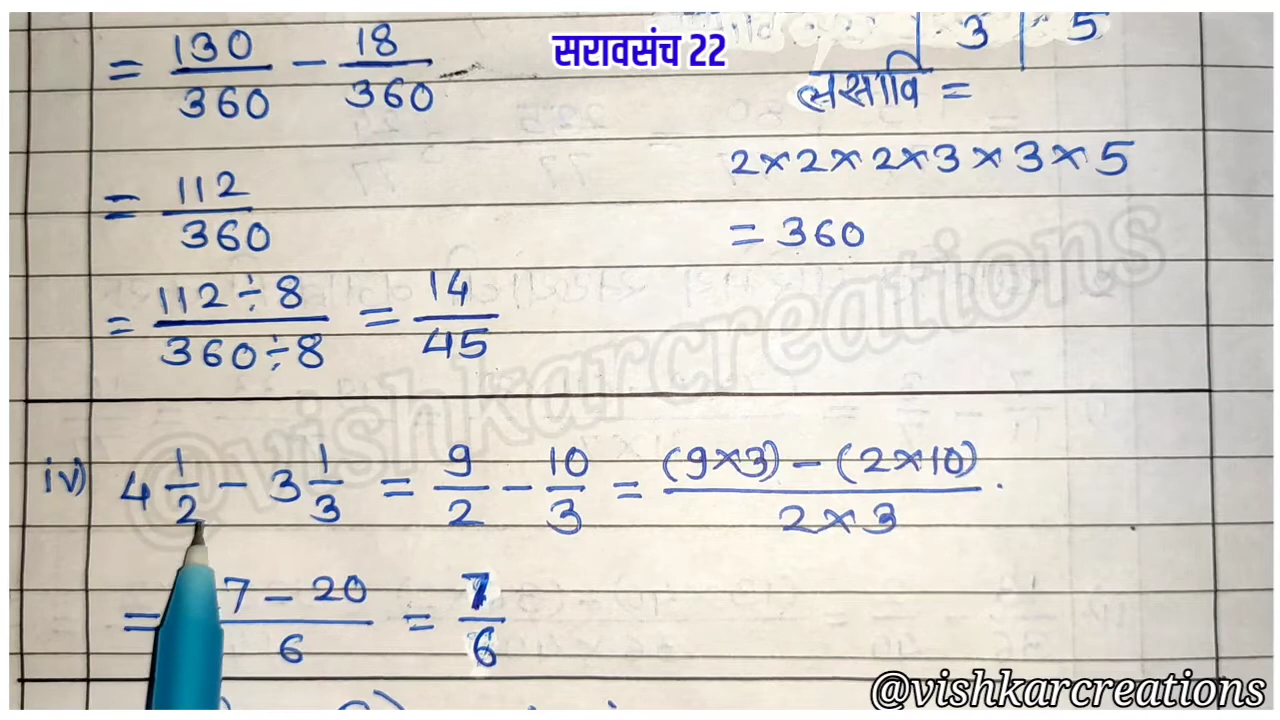 सरावसंच 22
= 130/360 - 18/360
3 | 5
लसावि =
2×2×2×3×3×5
= 112/360
= 360
= 112÷8/360÷8 = 14/45
iv) 4 1/2 - 3 1/3 = 9/2 - 10/3 = (9×3) - (2×10)/2×3
= 7 - 20/6 = 7/6
@vishkarcreations
@vishkarcreations